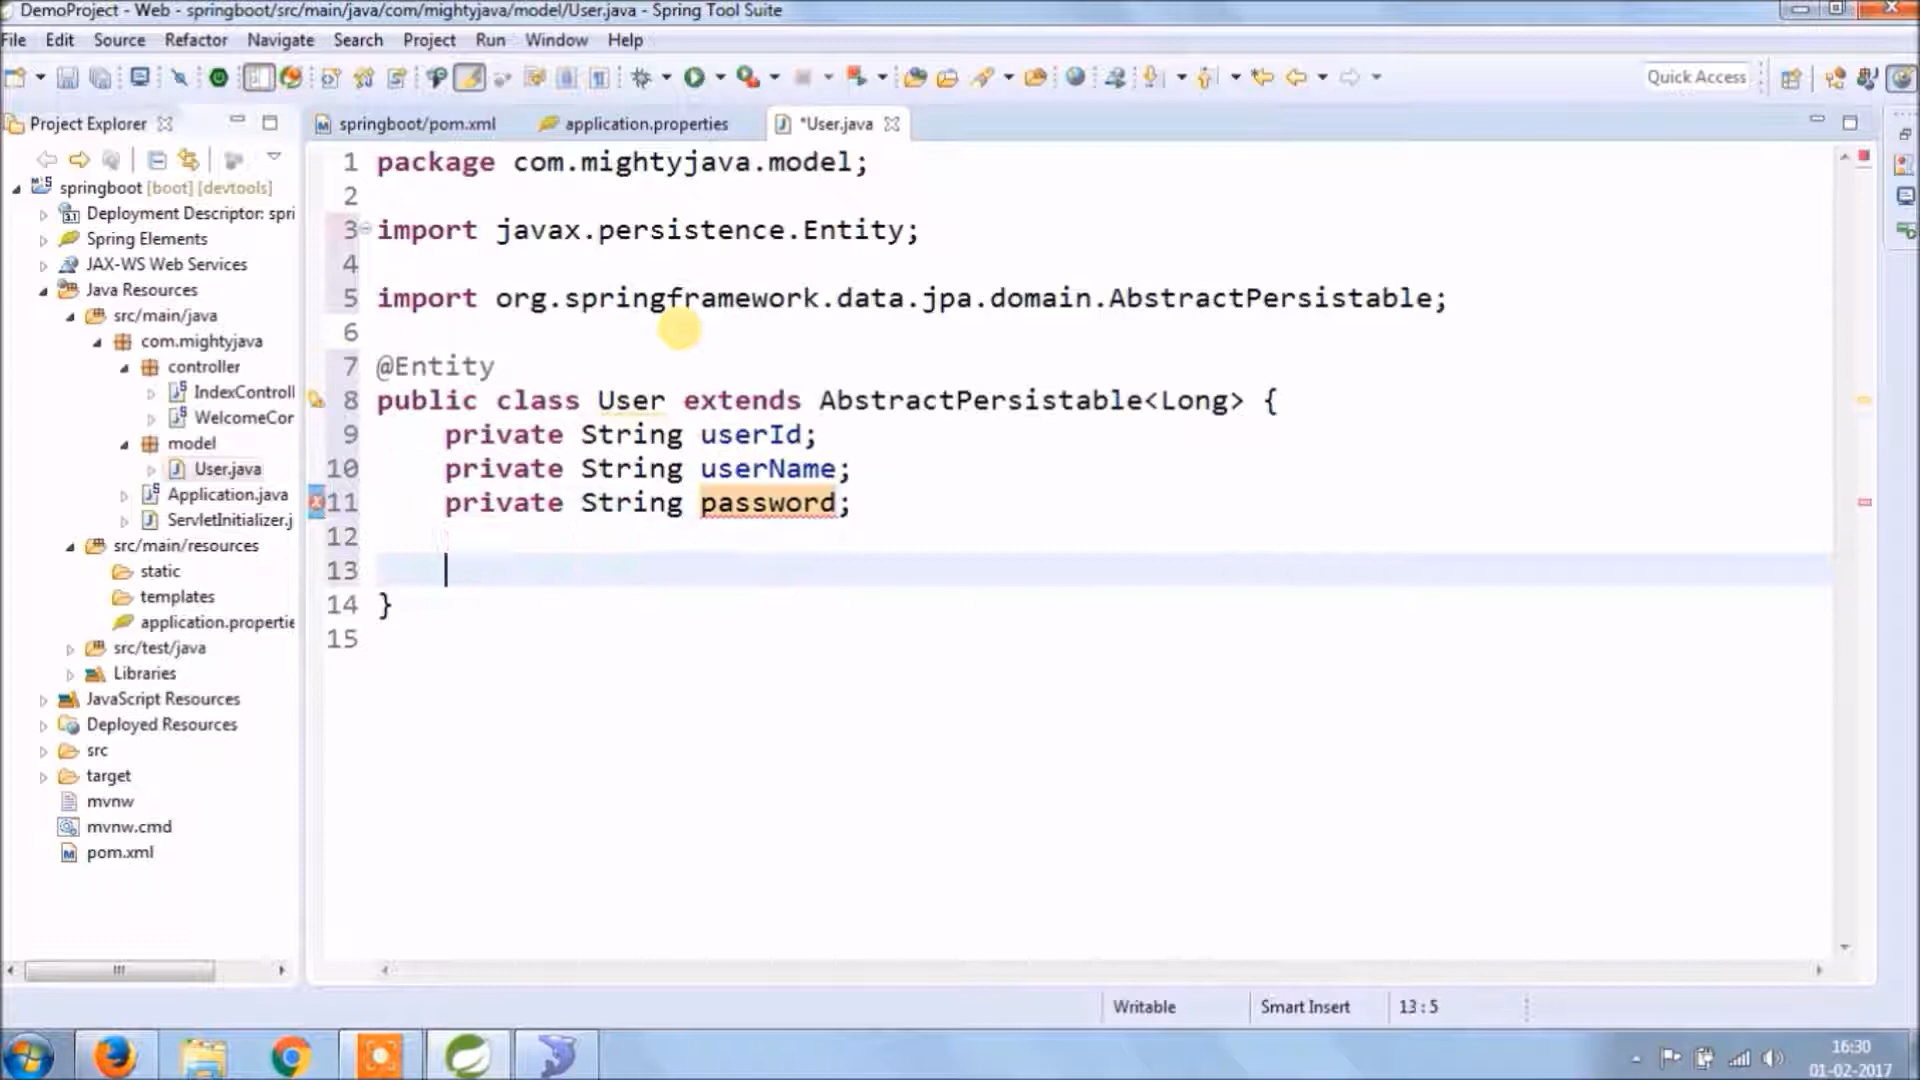 DemoProject - Web - springboot/src/main/java/com/mightyjava/model/User.java - Spring Tool Suite
File Edit Source Refactor Navigate Search Project Run Window Help
Quick Access
Project Explorer
springboot/pom.xml
application.properties
*User.java
springboot [boot] [devtools]
Deployment Descriptor: spri
Spring Elements
JAX-WS Web Services
Java Resources
src/main/java
com.mightyjava
controller
IndexControll
WelcomeCor
model
User.java
Application.java
ServletInitializer.j
src/main/resources
static
templates
application.propertie
src/test/java
Libraries
JavaScript Resources
Deployed Resources
src
target
mvnw
mvnw.cmd
pom.xml
1 package com.mightyjava.model;
2
3 import javax.persistence.Entity;
4
5 import org.springframework.data.jpa.domain.AbstractPersistable;
6
7 @Entity
8 public class User extends AbstractPersistable<Long> {
9 private String userId;
10 private String userName;
11 private String password;
12
13
14 }
15
Writable
Smart Insert
13 : 5
16:30
01-02-2017